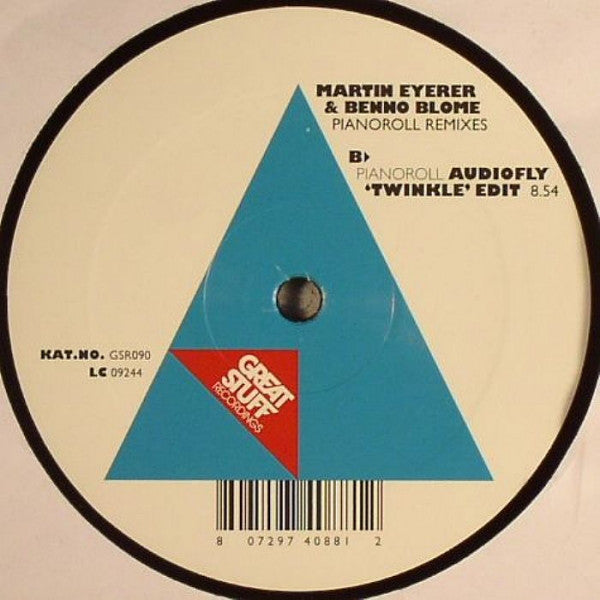 MARTIN EYERER
& BENNO BLOME
PIANOROLL REMIXES
B
PIANOROLL AUDIOFLY
'TWINKLE' EDIT 8.54
KAT.NO. GSR090
LC 09244
GREAT
STUFF
RECORDINGS
8 07297 40881 2